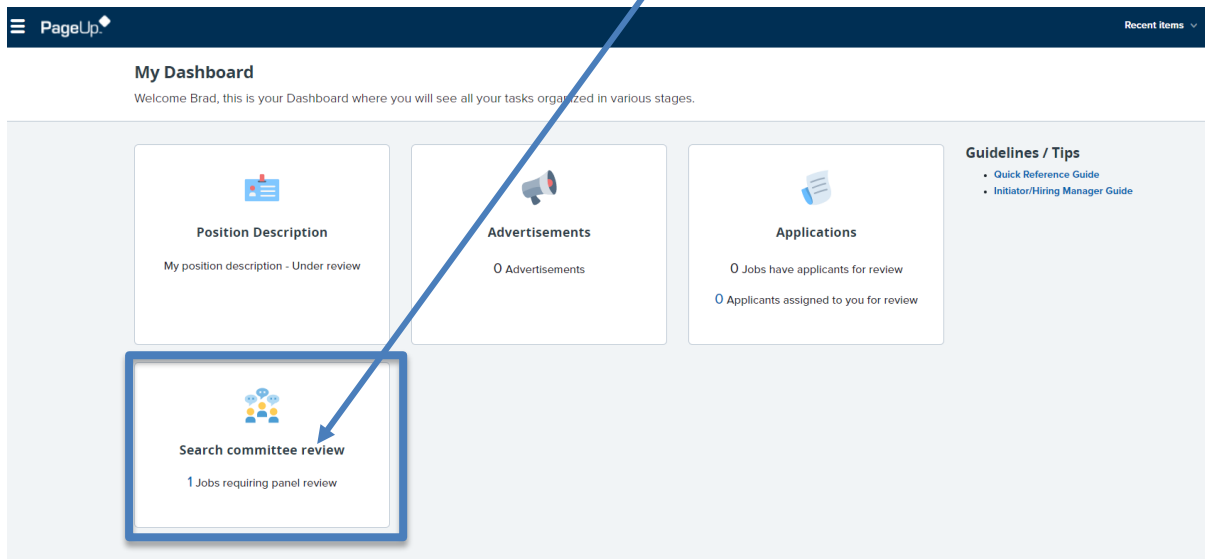 PageUp.
Recent items
My Dashboard
Welcome Brad, this is your Dashboard where you will see all your tasks organized in various stages.
Position Description
My position description - Under review
Advertisements
0 Advertisements
Applications
0 Jobs have applicants for review
0 Applicants assigned to you for review
Guidelines / Tips
• Quick Reference Guide
• Initiator/Hiring Manager Guide
Search committee review
1 Jobs requiring panel review